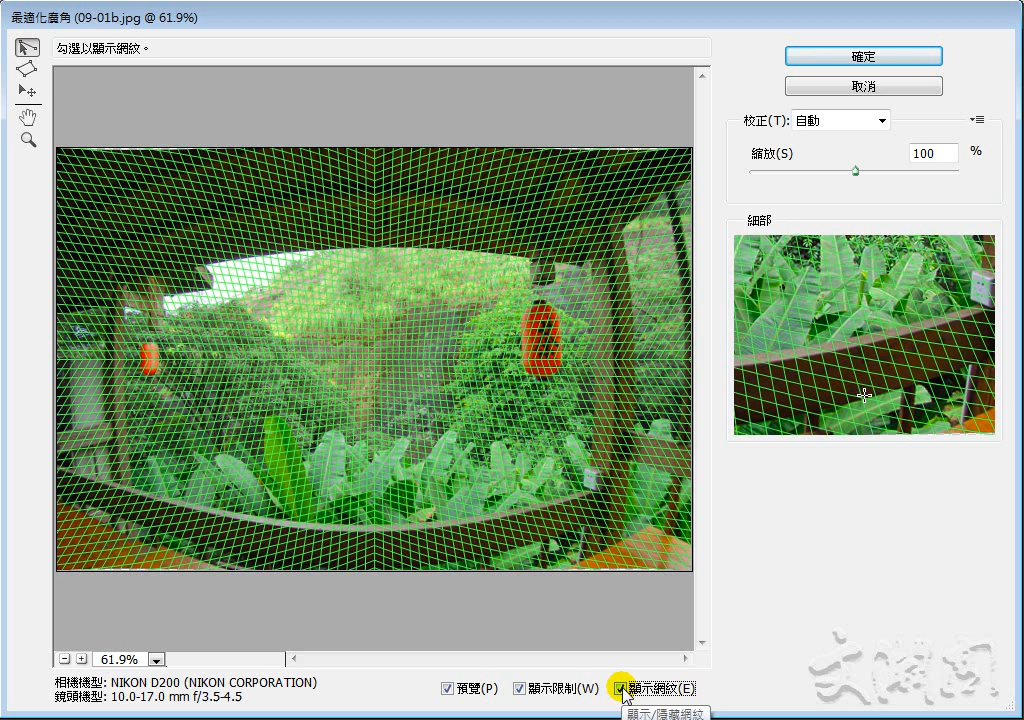 最適化廣角 (09-01b.jpg @ 61.9%)
勾選以顯示網紋。
確定
取消
校正(T): 自動
縮放(S) 100 %
細部
61.9%
相機機型: NIKON D200 (NIKON CORPORATION)
鏡頭機型: 10.0-17.0 mm f/3.5-4.5
預覽(P) 顯示限制(W) 顯示網紋(E)
顯示/隱藏網紋